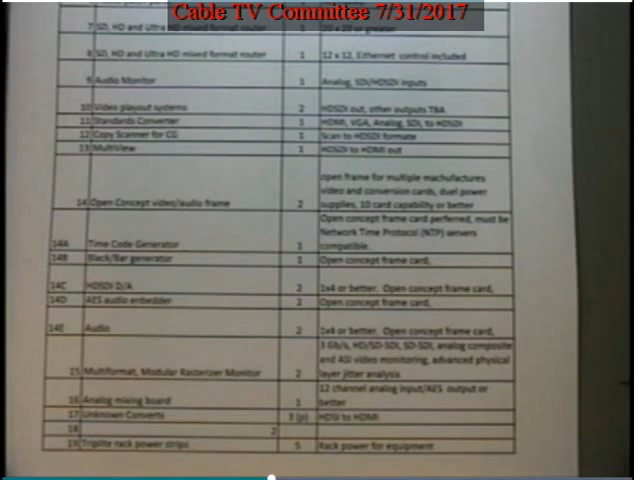 Cable TV Committee 7/31/2017
7 SD, HD and Ultra HD mixed format router 1 20 x 20 or greater
8 SD, HD and Ultra HD mixed format router 1 12 x 12, Ethernet control included
9 Audio Monitor 1 Analog, SDI/HDSDI inputs
10 Video playout systems 2 HDSDI out, other outputs TBA
11 Standards Converter 1 HDMI, VGA, Analog, SDI, to HDSDI
12 Copy Scanner for CG 1 Scan to HDSDI formate
13 MultiView 1 HDSDI to HDMI out
open frame for multiple machufactures
video and conversion cards, duel power
14 Open Concept video/audio frame 2 supplies, 10 card capability or better
Open concept frame card perferred, must be
Network Time Protocol (NTP) servers
14A Time Code Generator 1 compatible.
14B Black/Bar generator 1 Open concept frame card,
14C HDSDI D/A 2 1x4 or better. Open concept frame card,
14D AES audio enbedder 2 Open concept frame card,
14E Audio 2 1x4 or better. Open concept frame card,
3 Gb/s, HD/SD-SDI, SD-SDI, analog composite
and ASI video monitoring, advanced physical
15 Multiformat, Modular Rasterizer Monitor 2 layer jitter analysis
12 channel analog input/AES output or
16 Analog mixing board 1 better
17 Unknown Converts 3 (p) HDSI to HDMI
18 2
19 Triplite rack power strips 5 Rack power for equipment